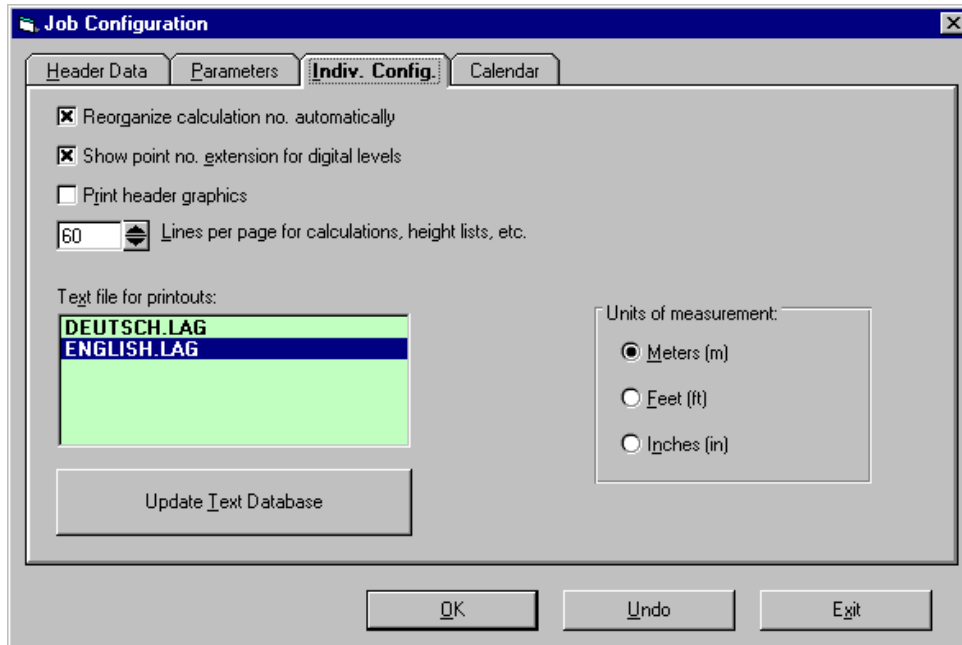 Job Configuration
Header Data Parameters Indiv. Config. Calendar
Reorganize calculation no. automatically
Show point no. extension for digital levels
Print header graphics
60 Lines per page for calculations, height lists, etc.
Text file for printouts:
DEUTSCH.LAG
ENGLISH.LAG
Update Text Database
Units of measurement:
Meters (m)
Feet (ft)
Inches (in)
OK Undo Exit